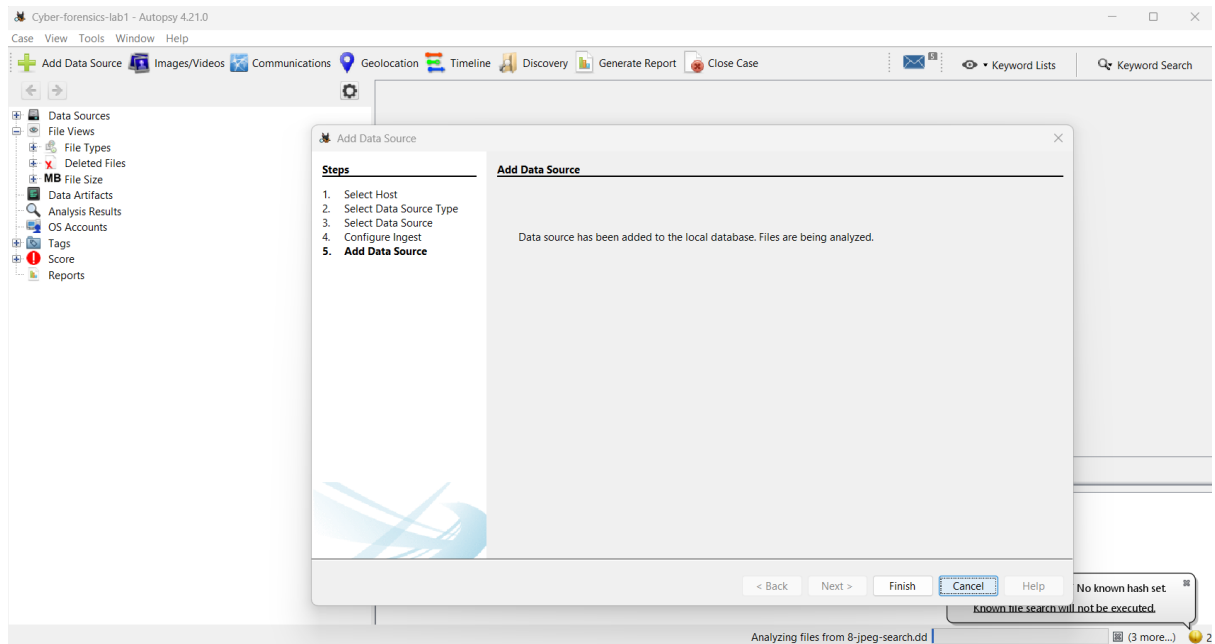 Cyber-forensics-lab1 - Autopsy 4.21.0
Case View Tools Window Help
Add Data Source Images/Videos Communications Geolocation Timeline Discovery Generate Report Close Case 5 Keyword Lists Keyword Search
Data Sources
File Views
File Types
Deleted Files
MB File Size
Data Artifacts
Analysis Results
OS Accounts
Tags
Score
Reports
Add Data Source
Steps
1. Select Host
2. Select Data Source Type
3. Select Data Source
4. Configure Ingest
5. Add Data Source
Add Data Source
Data source has been added to the local database. Files are being analyzed.
< Back Next > Finish Cancel Help
No known hash set
Known file search will not be executed.
Analyzing files from 8-jpeg-search.dd (3 more...) 2